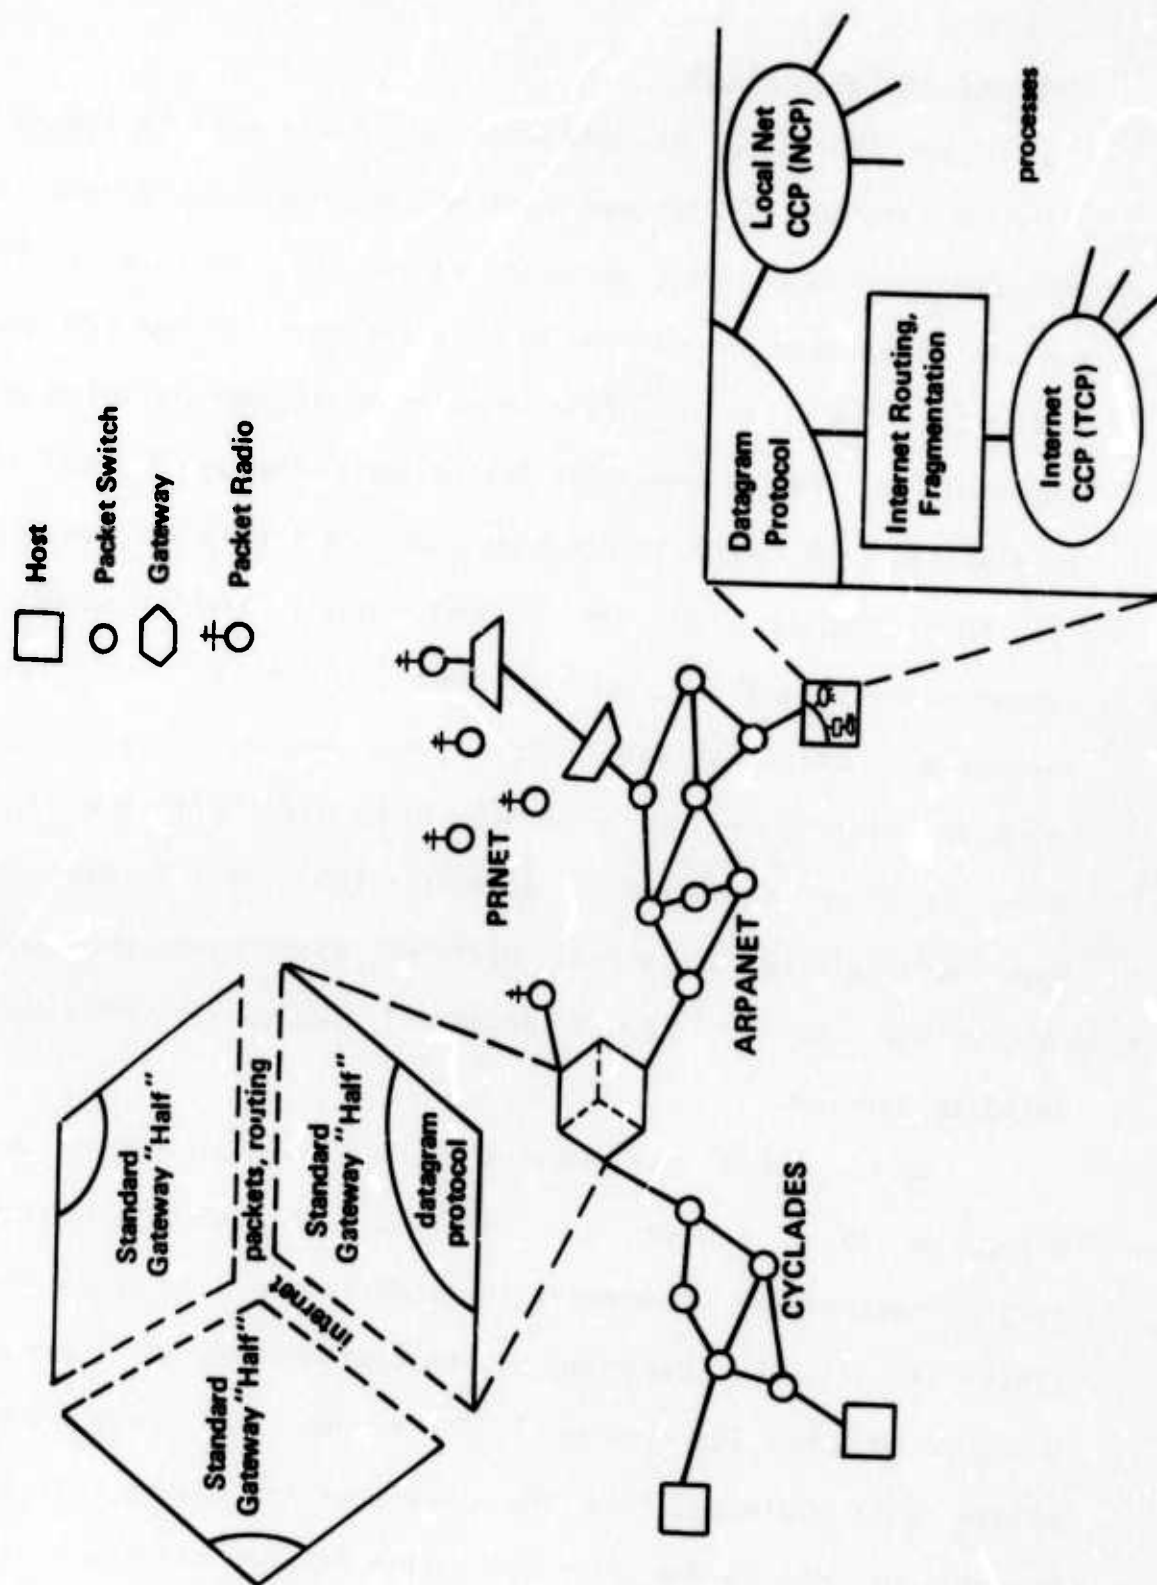 Host
Packet Switch
Gateway
Packet Radio
Standard
Gateway "Half"
Standard
Gateway "Half"
packets, routing
internet
Standard
Gateway "Half"
datagram
protocol
PRNET
ARPANET
CYCLADES
Datagram
Protocol
Local Net
CCP (NCP)
Internet Routing,
Fragmentation
Internet
CCP (TCP)
processes